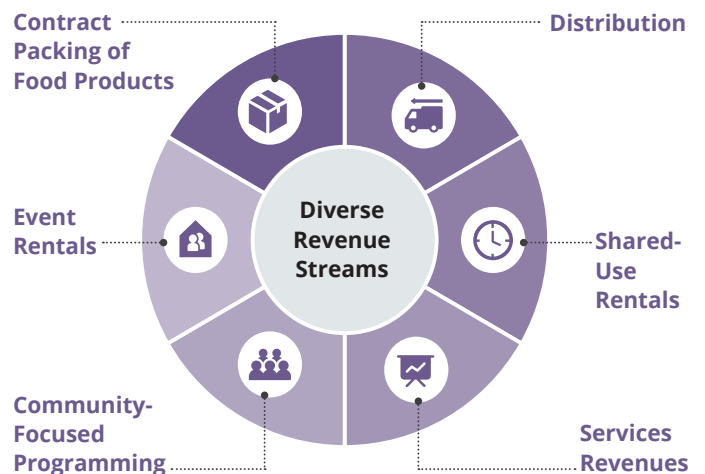 Contract
Packing of
Food Products
Distribution
Diverse
Revenue
Streams
Event
Rentals
Shared-
Use
Rentals
Community-
Focused
Programming
Services
Revenues